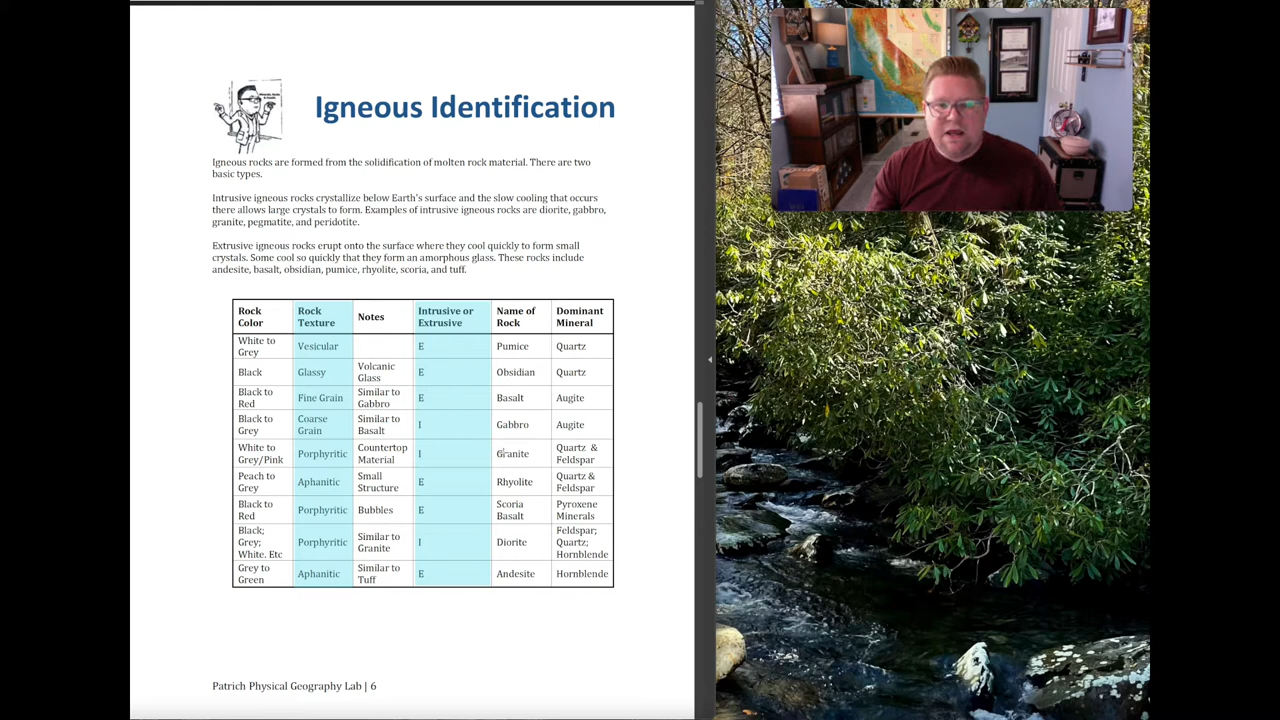 Igneous Identification
Igneous rocks are formed from the solidification of molten rock material. There are two
basic types.
Intrusive igneous rocks crystallize below Earth's surface and the slow cooling that occurs
there allows large crystals to form. Examples of intrusive igneous rocks are diorite, gabbro,
granite, pegmatite, and peridotite.
Extrusive igneous rocks erupt onto the surface where they cool quickly to form small
crystals. Some cool so quickly that they form an amorphous glass. These rocks include
andesite, basalt, obsidian, pumice, rhyolite, scoria, and tuff.
Rock Color | Rock Texture | Notes | Intrusive or Extrusive | Name of Rock | Dominant Mineral
White to Grey | Vesicular | | E | Pumice | Quartz
Black | Glassy | Volcanic Glass | E | Obsidian | Quartz
Black to Red | Fine Grain | Similar to Gabbro | E | Basalt | Augite
Black to Grey | Coarse Grain | Similar to Basalt | I | Gabbro | Augite
White to Grey/Pink | Porphyritic | Countertop Material | I | Granite | Quartz & Feldspar
Peach to Grey | Aphanitic | Small Structure | E | Rhyolite | Quartz & Feldspar
Black to Red | Porphyritic | Bubbles | E | Scoria Basalt | Pyroxene Minerals
Black; Grey; White. Etc | Porphyritic | Similar to Granite | I | Diorite | Feldspar; Quartz; Hornblende
Grey to Green | Aphanitic | Similar to Tuff | E | Andesite | Hornblende
Patrich Physical Geography Lab | 6